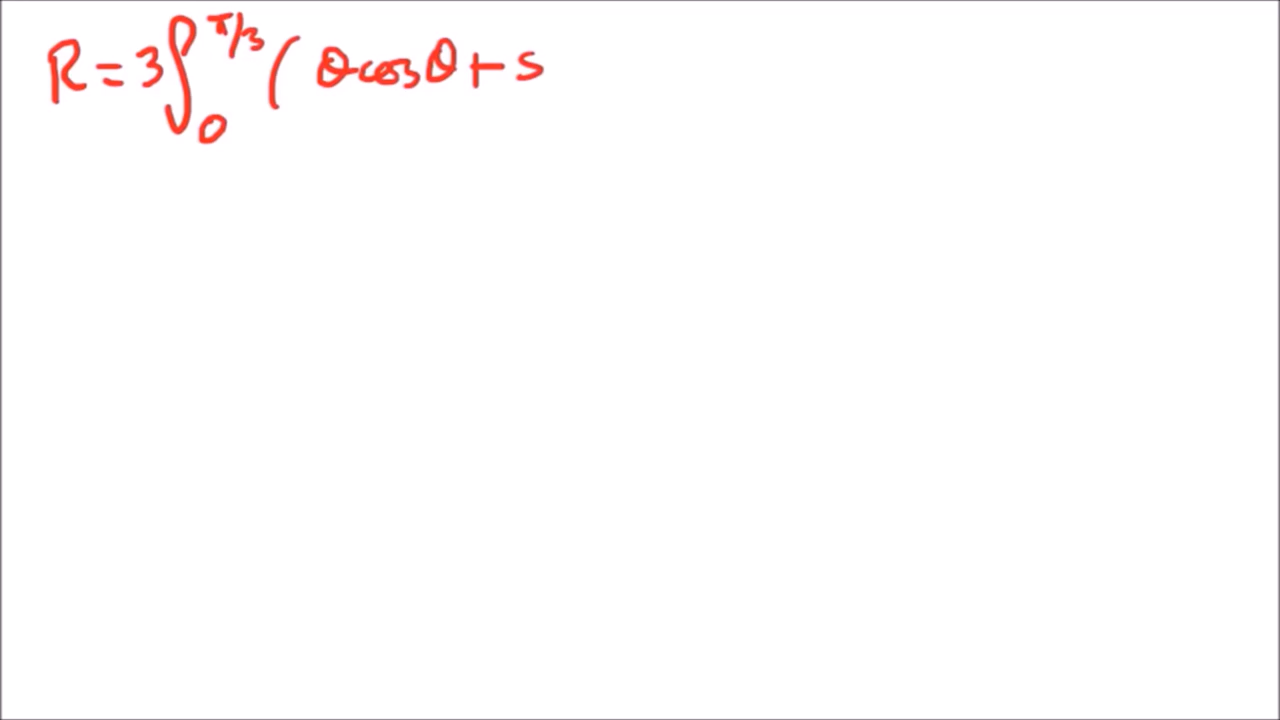 R = 3∫₀^π/3 ( θcosθ + s